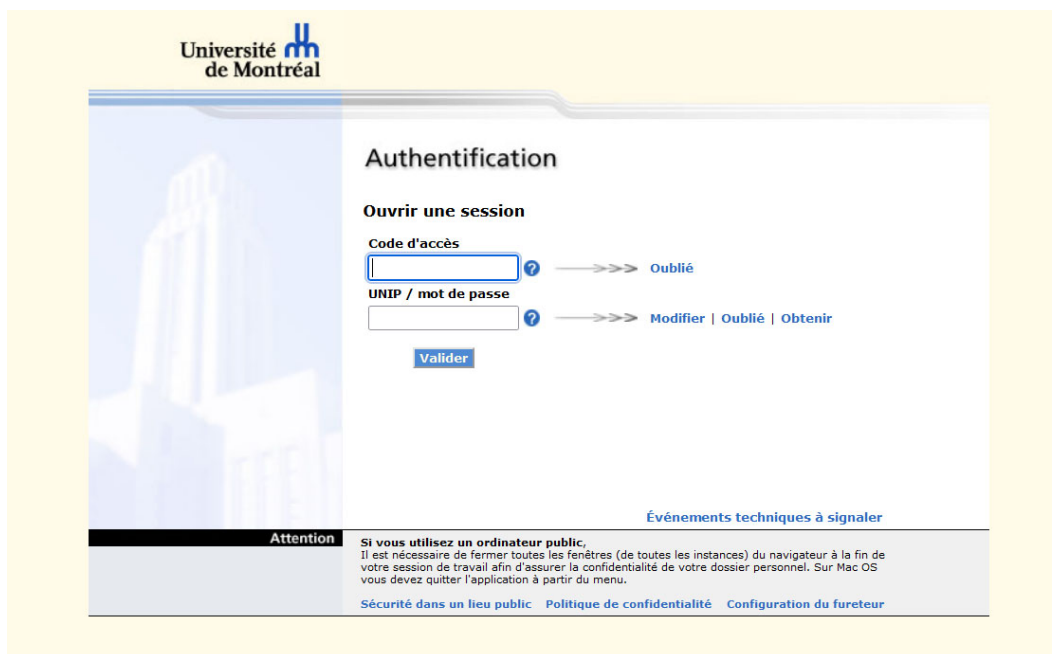 Université
de Montréal
Authentification
Ouvrir une session
Code d'accès
? >>> Oublié
UNIP / mot de passe
? >>> Modifier | Oublié | Obtenir
Valider
Événements techniques à signaler
Attention
Si vous utilisez un ordinateur public,
Il est nécessaire de fermer toutes les fenêtres (de toutes les instances) du navigateur à la fin de
votre session de travail afin d'assurer la confidentialité de votre dossier personnel. Sur Mac OS
vous devez quitter l'application à partir du menu.
Sécurité dans un lieu public Politique de confidentialité Configuration du fureteur